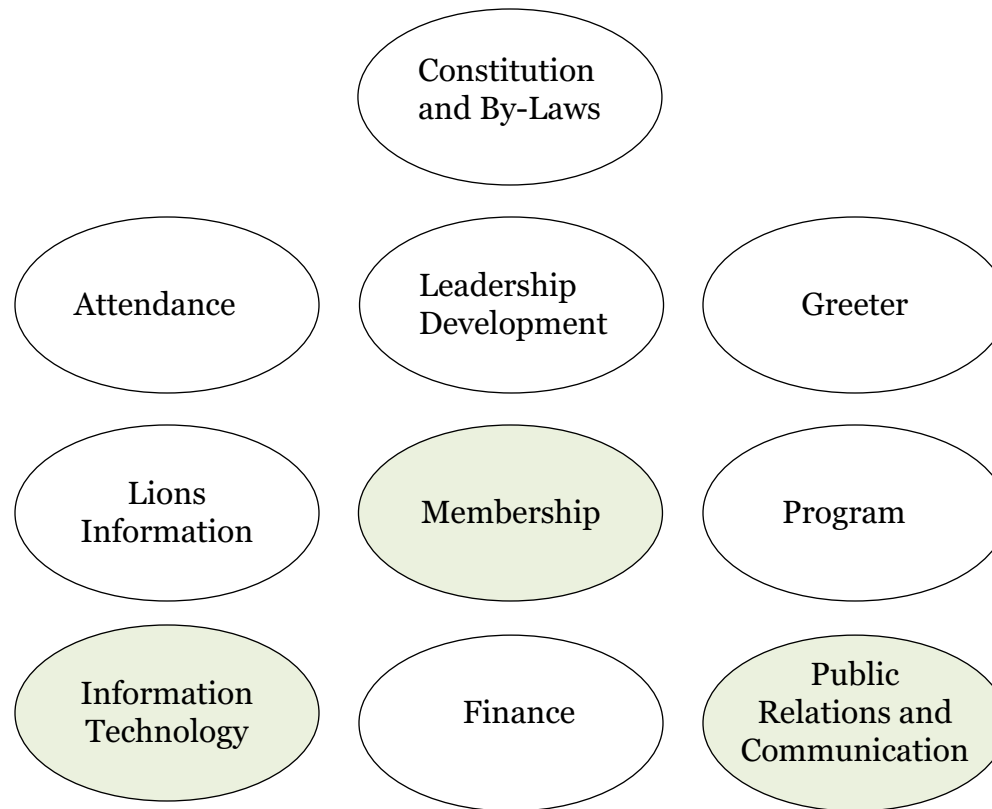 Constitution
and By-Laws
Attendance
Leadership
Development
Greeter
Lions
Information
Membership
Program
Information
Technology
Finance
Public
Relations and
Communication